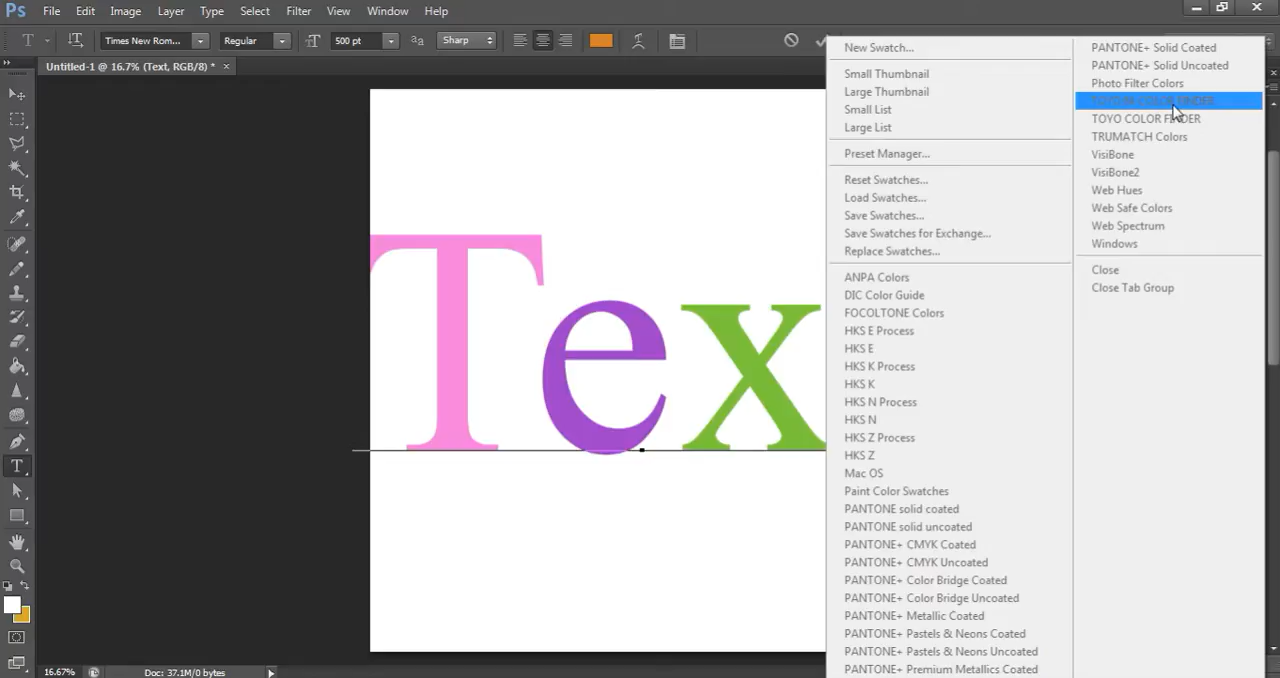 Ps File Edit Image Layer Type Select Filter View Window Help
T Times New Rom... Regular 500 pt aa Sharp
Untitled-1 @ 16.7% (Text, RGB/8) * ×
Tex
New Swatch...
Small Thumbnail
Large Thumbnail
Small List
Large List
Preset Manager...
Reset Swatches...
Load Swatches...
Save Swatches...
Save Swatches for Exchange...
Replace Swatches...
ANPA Colors
DIC Color Guide
FOCOLTONE Colors
HKS E Process
HKS E
HKS K Process
HKS K
HKS N Process
HKS N
HKS Z Process
HKS Z
Mac OS
Paint Color Swatches
PANTONE solid coated
PANTONE solid uncoated
PANTONE+ CMYK Coated
PANTONE+ CMYK Uncoated
PANTONE+ Color Bridge Coated
PANTONE+ Color Bridge Uncoated
PANTONE+ Metallic Coated
PANTONE+ Pastels & Neons Coated
PANTONE+ Pastels & Neons Uncoated
PANTONE+ Premium Metallics Coated
PANTONE+ Solid Coated
PANTONE+ Solid Uncoated
Photo Filter Colors
COLOR FINDER
TOYO COLOR FINDER
TRUMATCH Colors
VisiBone
VisiBone2
Web Hues
Web Safe Colors
Web Spectrum
Windows
Close
Close Tab Group
16.67% Doc: 37.1M/0 bytes